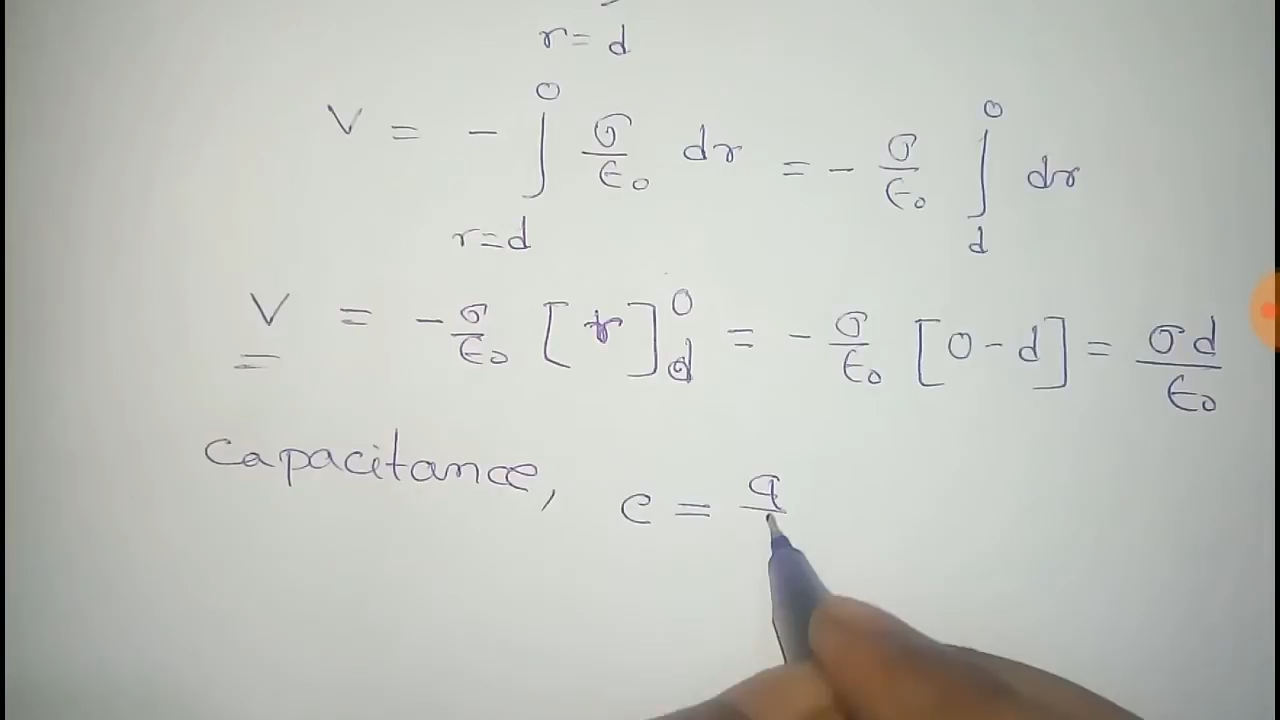 r = d
V = - ∫_{r=d}^{0} σ/ε₀ dr = - σ/ε₀ ∫_{d}^{0} dr
V = - σ/ε₀ [r]_{d}^{0} = - σ/ε₀ [0 - d] = σd/ε₀
Capacitance, c = q